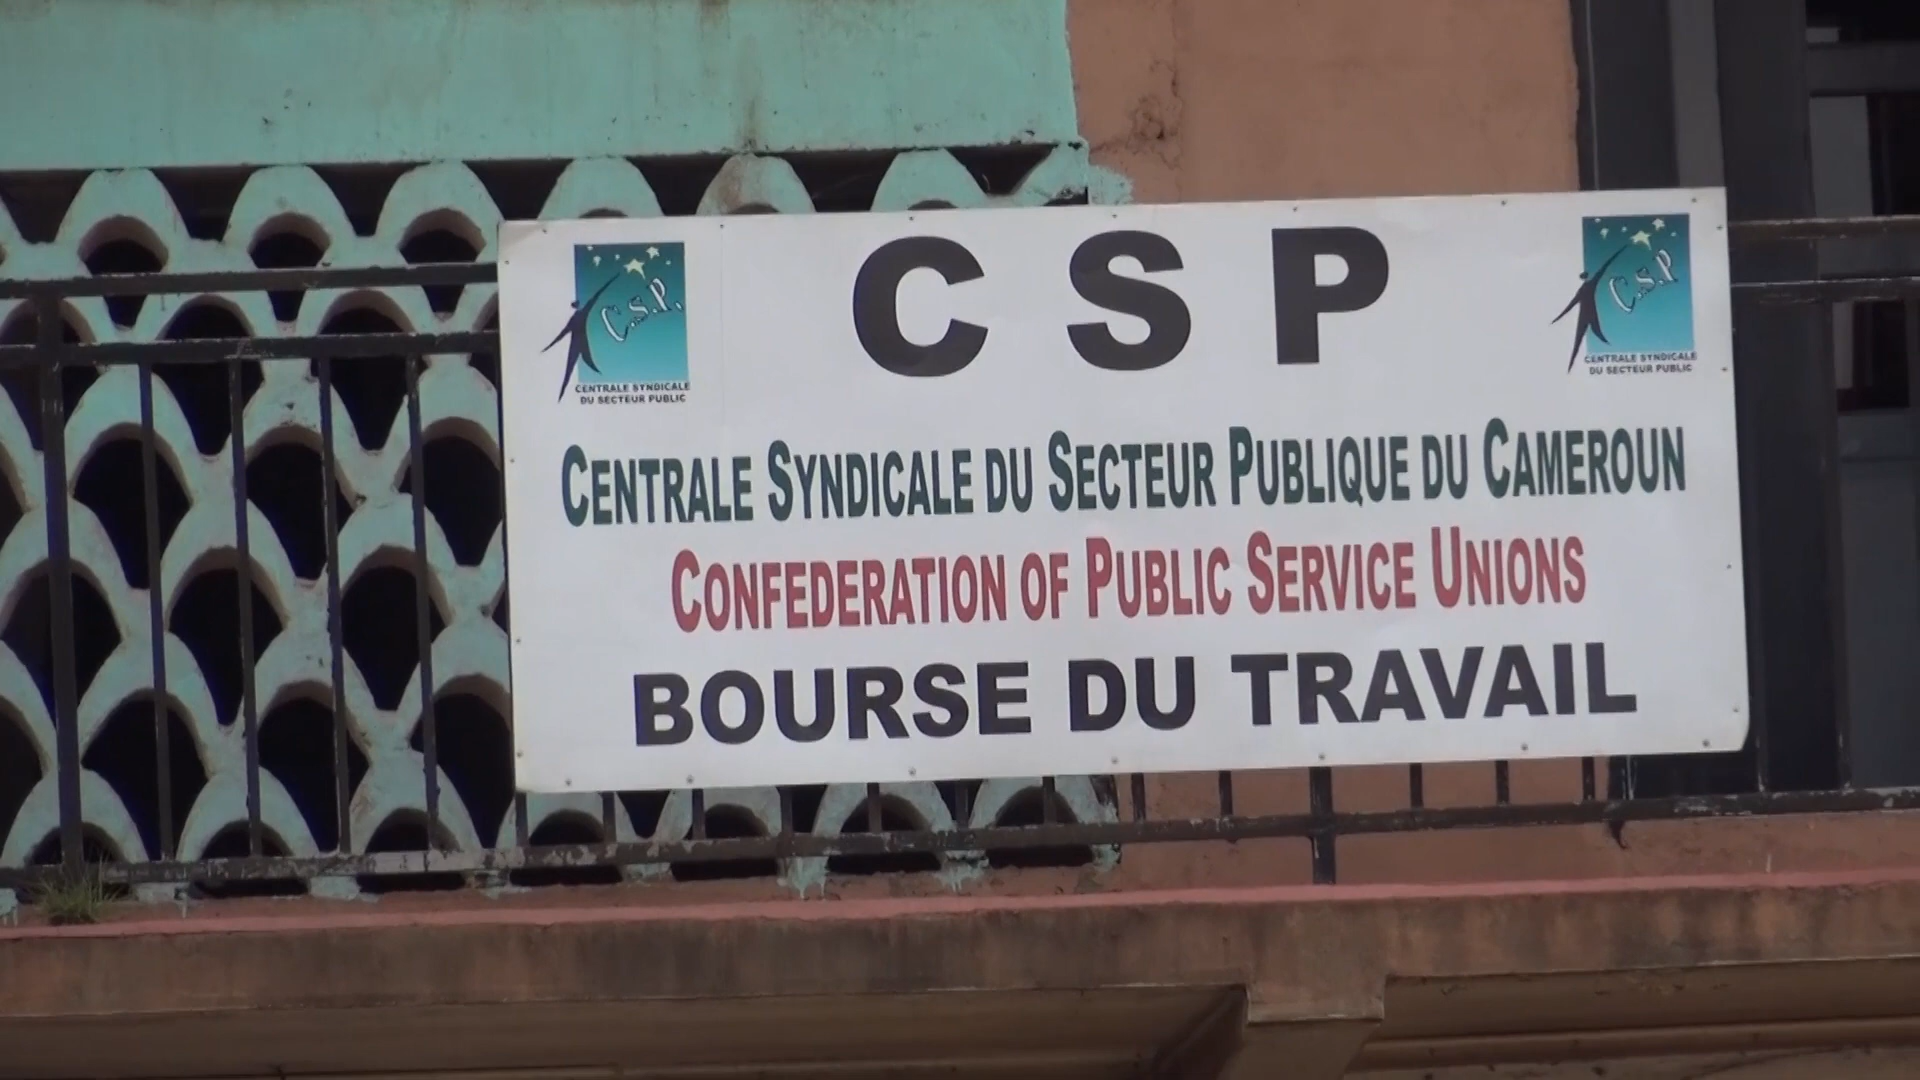 C S P
C.S.P.
CENTRALE SYNDICALE
DU SECTEUR PUBLIC
C.S.P
CENTRALE SYNDICALE
DU SECTEUR PUBLIC
CENTRALE SYNDICALE DU SECTEUR PUBLIQUE DU CAMEROUN
CONFEDERATION OF PUBLIC SERVICE UNIONS
BOURSE DU TRAVAIL